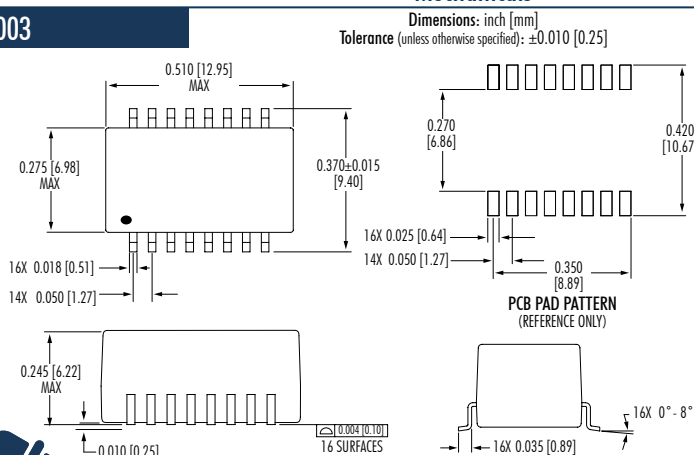 003
Dimensions: inch [mm]
Tolerance (unless otherwise specified): ±0.010 [0.25]
0.510 [12.95]
MAX
0.275 [6.98]
MAX
0.370±0.015
[9.40]
16X 0.018 [0.51]
14X 0.050 [1.27]
0.270
[6.86]
0.420
[10.67
16X 0.025 [0.64]
14X 0.050 [1.27]
0.350
[8.89]
PCB PAD PATTERN
(REFERENCE ONLY)
0.245 [6.22]
MAX
0.010 [0.25]
0.004 [0.10]
16 SURFACES
16X 0°- 8°
16X 0.035 [0.89]